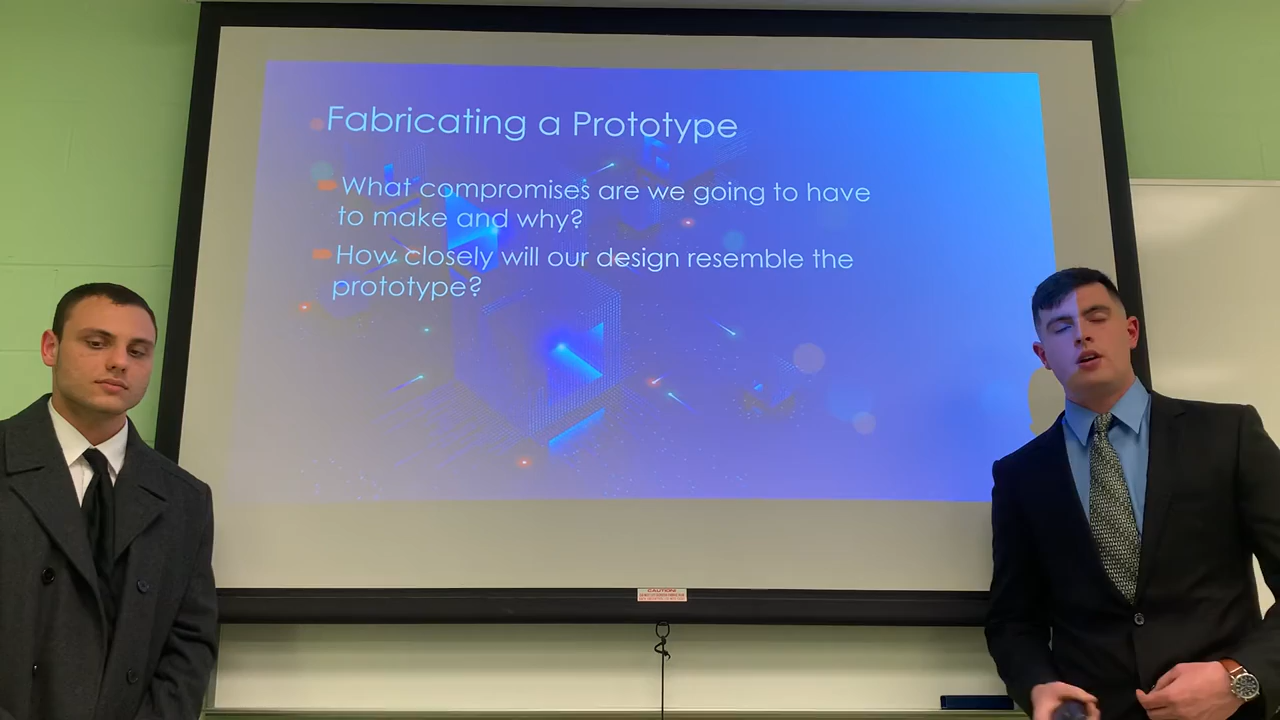 Fabricating a Prototype
What compromises are we going to have
to make and why?
How closely will our design resemble the
prototype?
CAUTION!